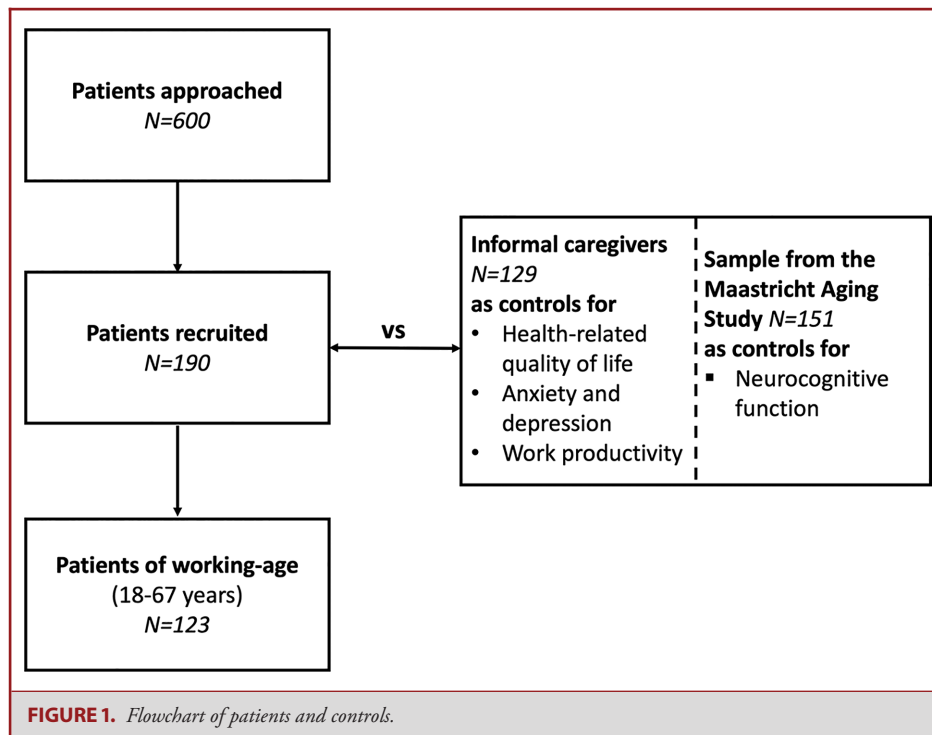 Patients approached
N=600
Patients recruited
N=190
vs
Informal caregivers
N=129
as controls for
• Health-related
quality of life
• Anxiety and
depression
• Work productivity
Sample from the
Maastricht Aging
Study N=151
as controls for
▪ Neurocognitive
function
Patients of working-age
(18-67 years)
N=123
FIGURE 1. Flowchart of patients and controls.